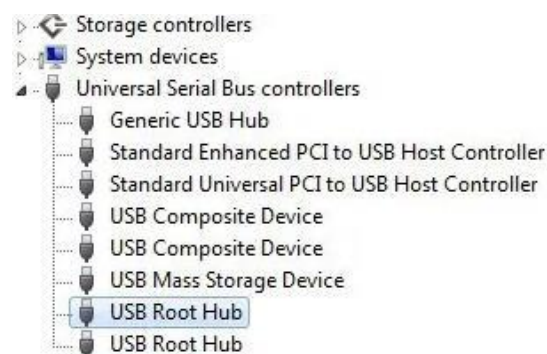 Storage controllers
System devices
Universal Serial Bus controllers
Generic USB Hub
Standard Enhanced PCI to USB Host Controller
Standard Universal PCI to USB Host Controller
USB Composite Device
USB Composite Device
USB Mass Storage Device
USB Root Hub
USB Root Hub